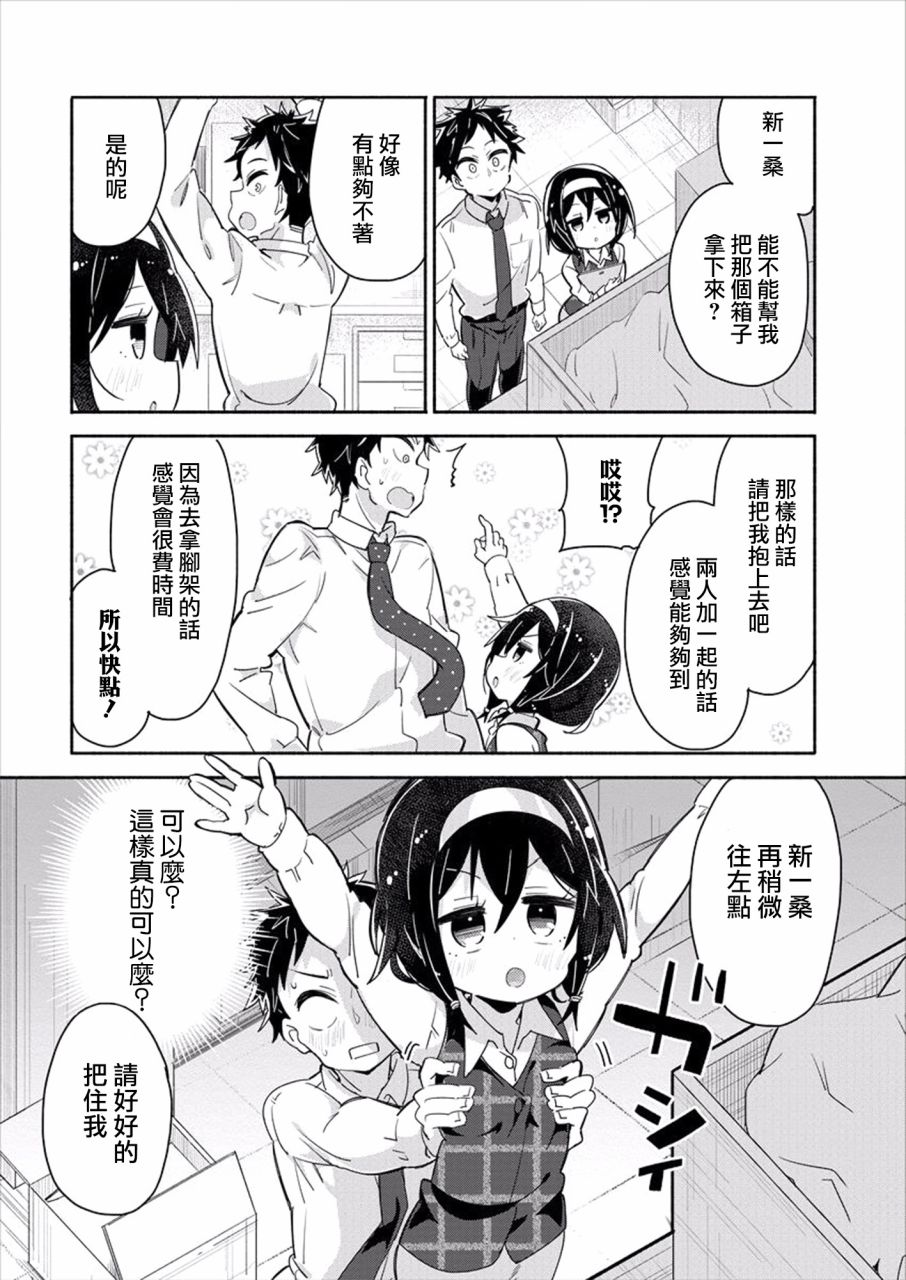 新一桑
能不能幫我
把那個箱子
拿下來？
好像
有點夠不著
是的呢
那樣的話
請把我抱上去吧
兩人加一起的話
感覺能夠夠到
哎哎!?
因為去拿腳架的話
感覺會很費時間
所以快點！
新一桑
再稍微
往左點
ガシィ
可以麼？
這樣真的可以麼？
請好好的
把住我